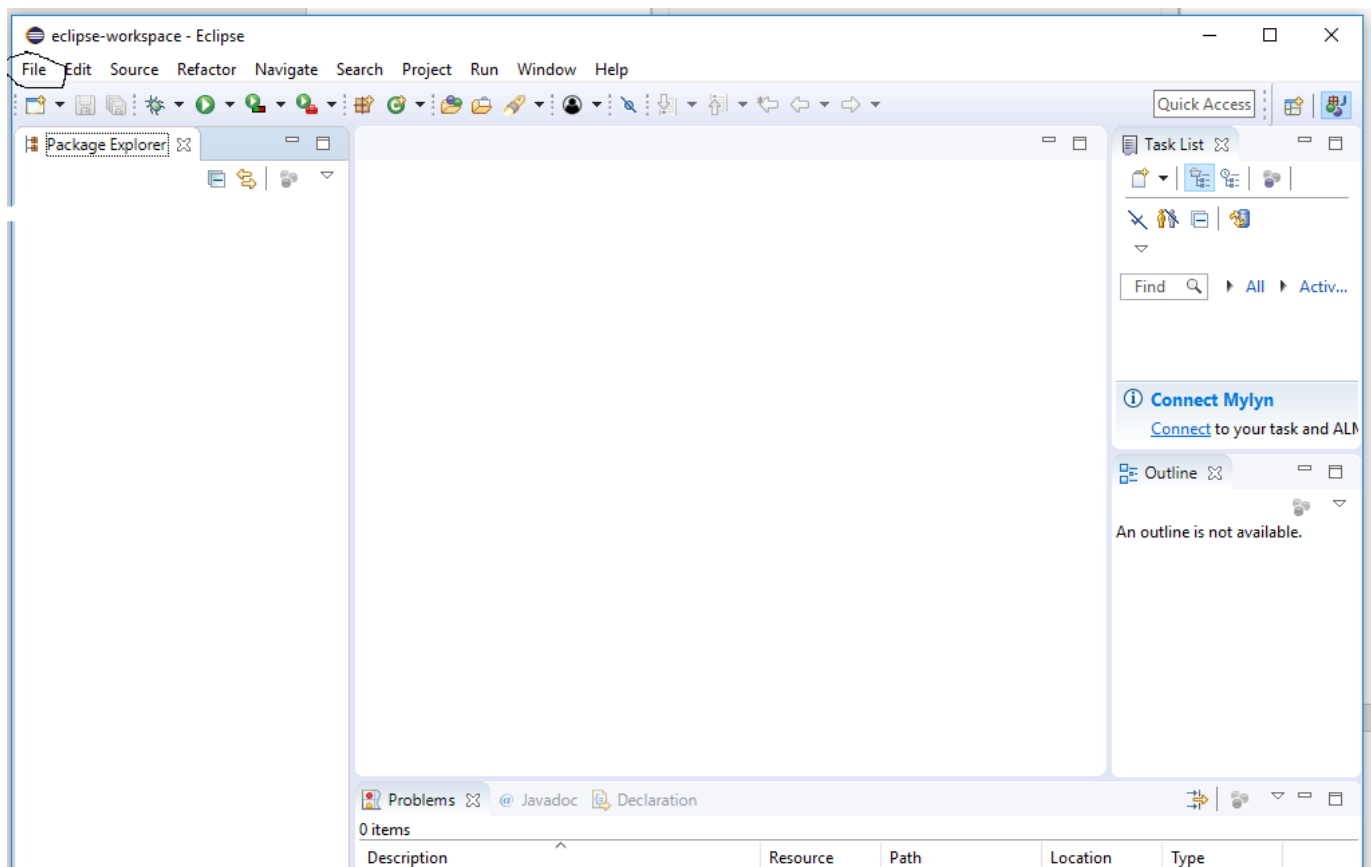 eclipse-workspace - Eclipse
File Edit Source Refactor Navigate Search Project Run Window Help
Quick Access
Package Explorer
Task List
Find All Activ...
Connect Mylyn
Connect to your task and ALM
Outline
An outline is not available.
Problems @ Javadoc Declaration
0 items
Description Resource Path Location Type